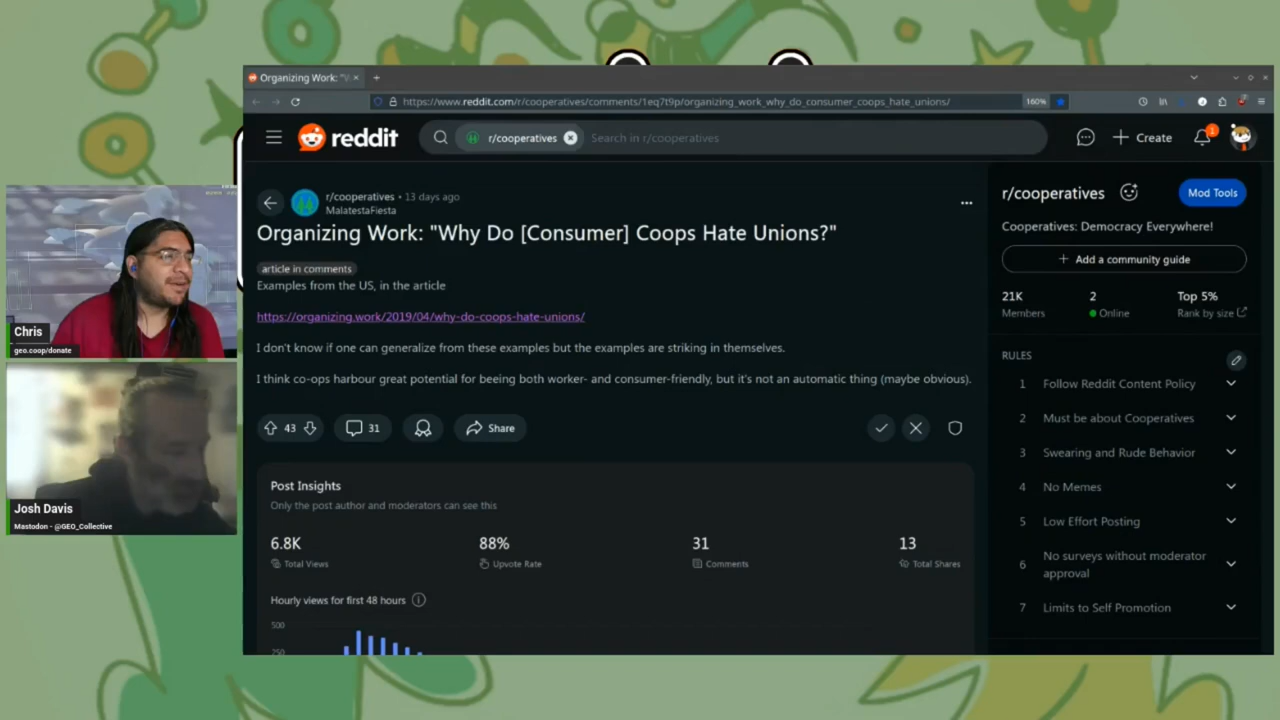 Organizing Work: "W
https://www.reddit.com/r/cooperatives/comments/1eq7t9p/organizing_work_why_do_consumer_coops_hate_unions/
160%
reddit
r/cooperatives
Search in r/cooperatives
Create
1
r/cooperatives • 13 days ago
MalatestaFiesta
Organizing Work: "Why Do [Consumer] Coops Hate Unions?"
article in comments
Examples from the US, in the article
https://organizing.work/2019/04/why-do-coops-hate-unions/
I don't know if one can generalize from these examples but the examples are striking in themselves.
I think co-ops harbour great potential for beeing both worker- and consumer-friendly, but it's not an automatic thing (maybe obvious).
43
31
Share
Post Insights
Only the post author and moderators can see this
6.8K
Total Views
88%
Upvote Rate
31
Comments
13
Total Shares
Hourly views for first 48 hours
500
250
r/cooperatives
Mod Tools
Cooperatives: Democracy Everywhere!
Add a community guide
21K
Members
2
Online
Top 5%
Rank by size
RULES
1 Follow Reddit Content Policy
2 Must be about Cooperatives
3 Swearing and Rude Behavior
4 No Memes
5 Low Effort Posting
6 No surveys without moderator
approval
7 Limits to Self Promotion
Chris
geo.coop/donate
Josh Davis
Mastodon - @GEO_Collective